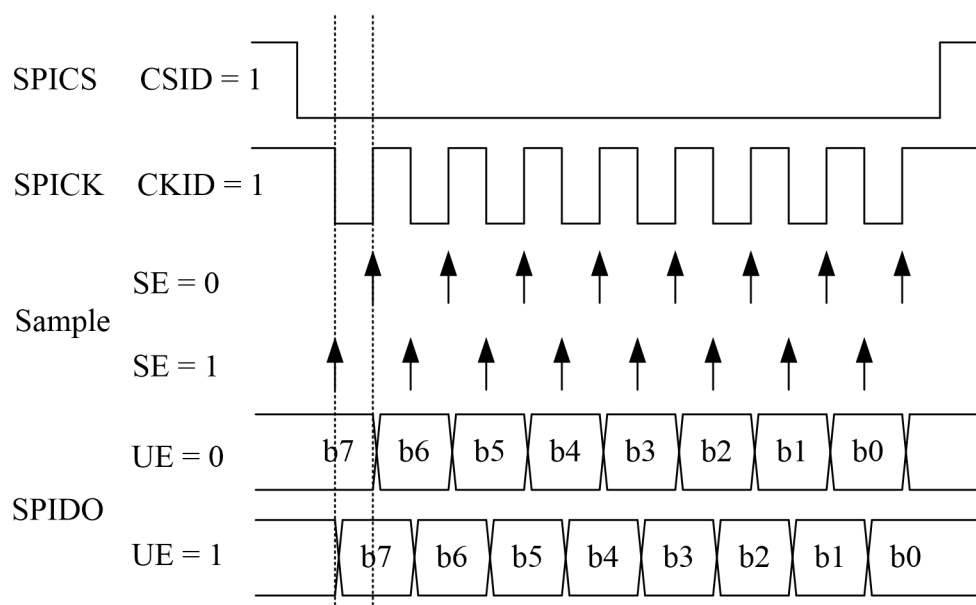 SPICS CSID = 1
SPICK CKID = 1
Sample
SE = 0
SE = 1
SPIDO
UE = 0
b7 b6 b5 b4 b3 b2 b1 b0
UE = 1
b7 b6 b5 b4 b3 b2 b1 b0